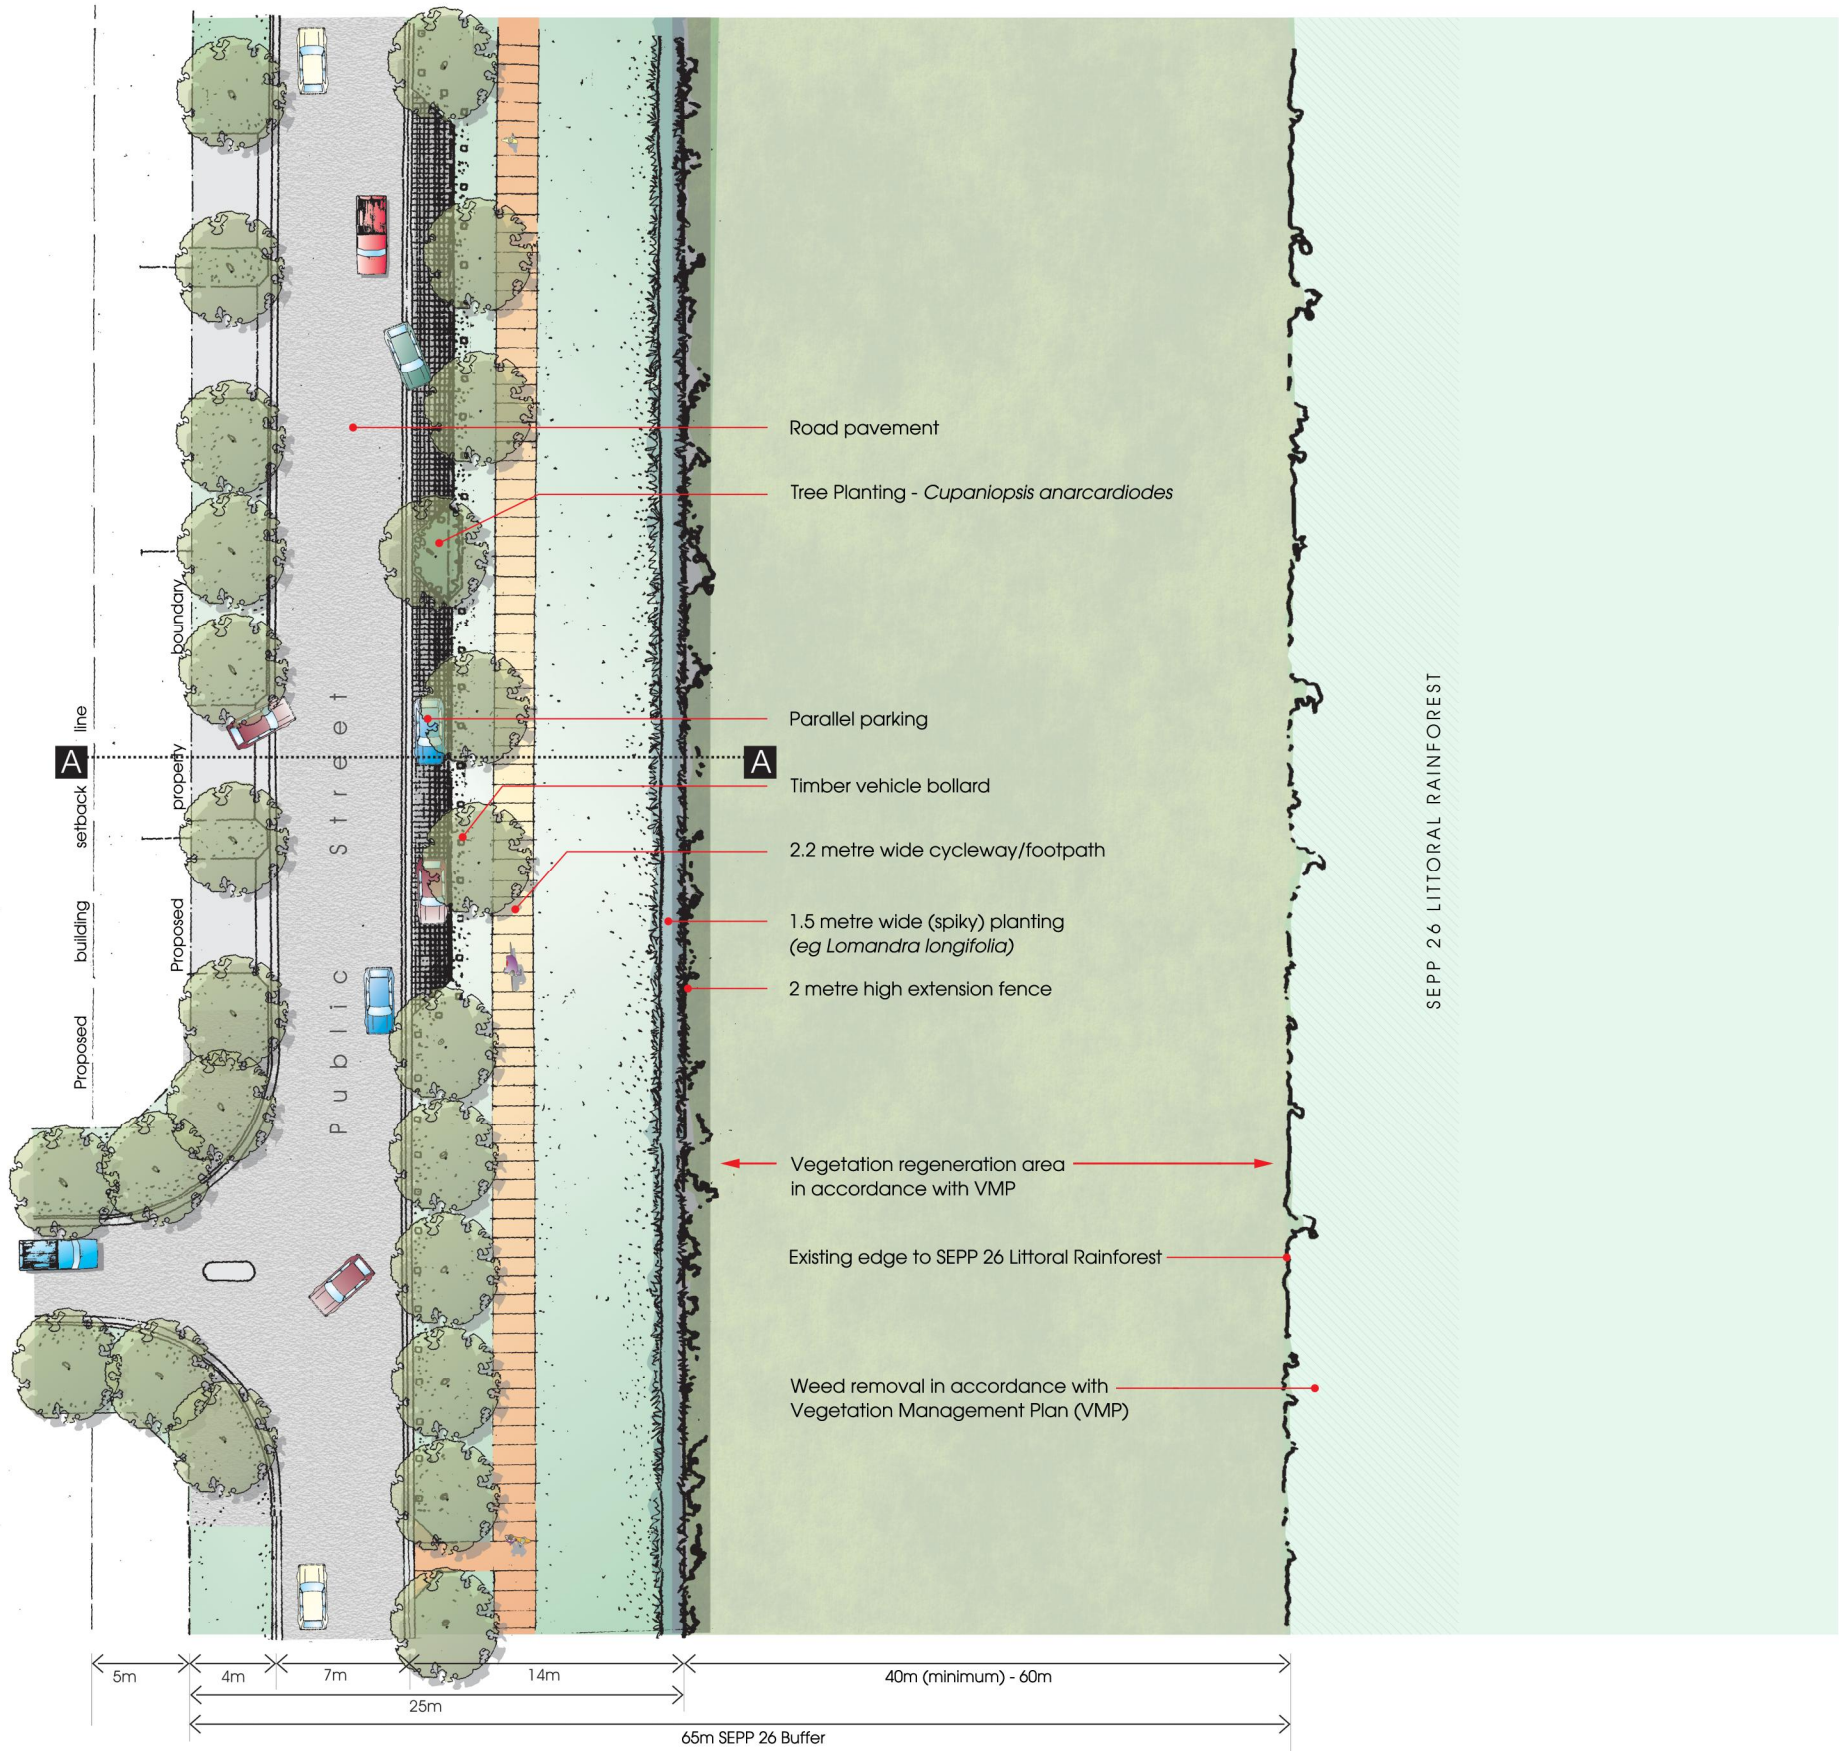 Road pavement
Tree Planting - Cupaniopsis anarcardiodes
Parallel parking
A
A
Timber vehicle bollard
2.2 metre wide cycleway/footpath
1.5 metre wide (spiky) planting
(eg Lomandra longifolia)
2 metre high extension fence
Vegetation regeneration area
in accordance with VMP
Existing edge to SEPP 26 Littoral Rainforest
Weed removal in accordance with
Vegetation Management Plan (VMP)
Proposed building setback line
Proposed property boundary
Public Street
SEPP 26 LITTORAL RAINFOREST
5m
4m
7m
14m
40m (minimum) - 60m
25m
65m SEPP 26 Buffer